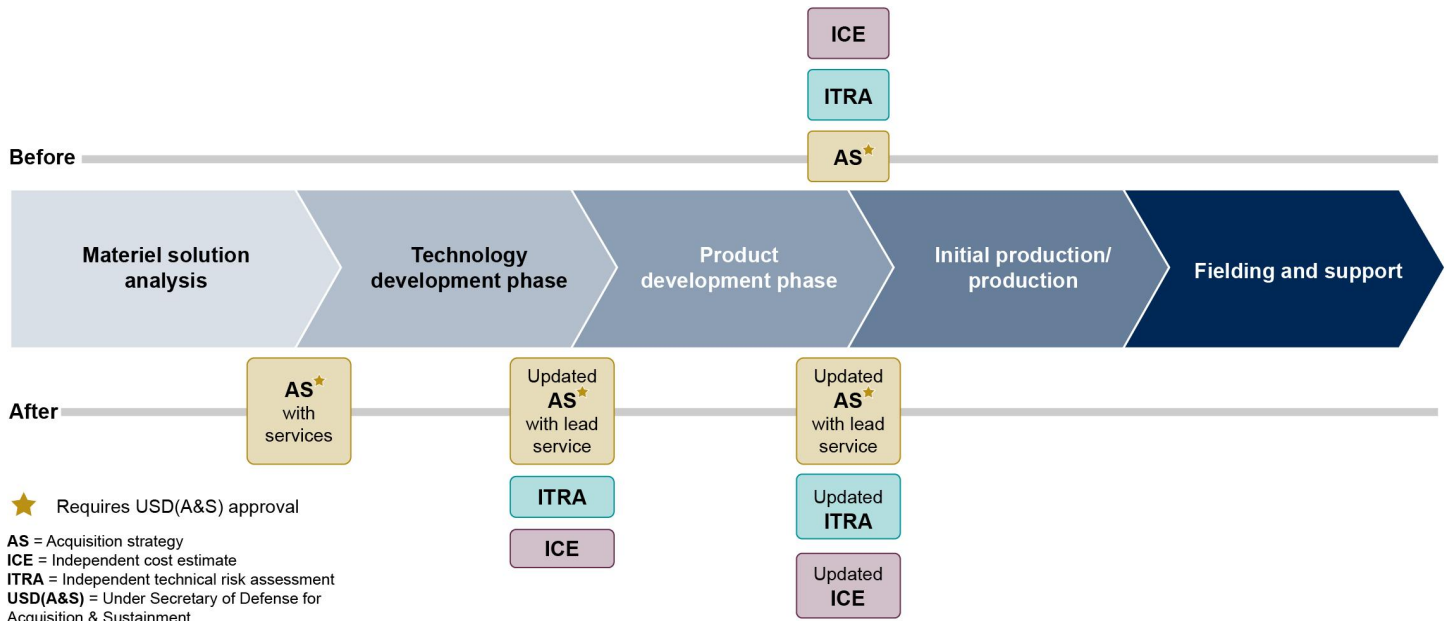 ICE
ITRA
AS
Before
Materiel solution
analysis
Technology
development phase
Product
development phase
Initial production/
production
Fielding and support
After
AS
with
services
Updated
AS
with lead
service
Updated
AS
with lead
service
ITRA
Updated
ITRA
ICE
Updated
ICE
Requires USD(A&S) approval
AS = Acquisition strategy
ICE = Independent cost estimate
ITRA = Independent technical risk assessment
USD(A&S) = Under Secretary of Defense for
Acquisition & Sustainment